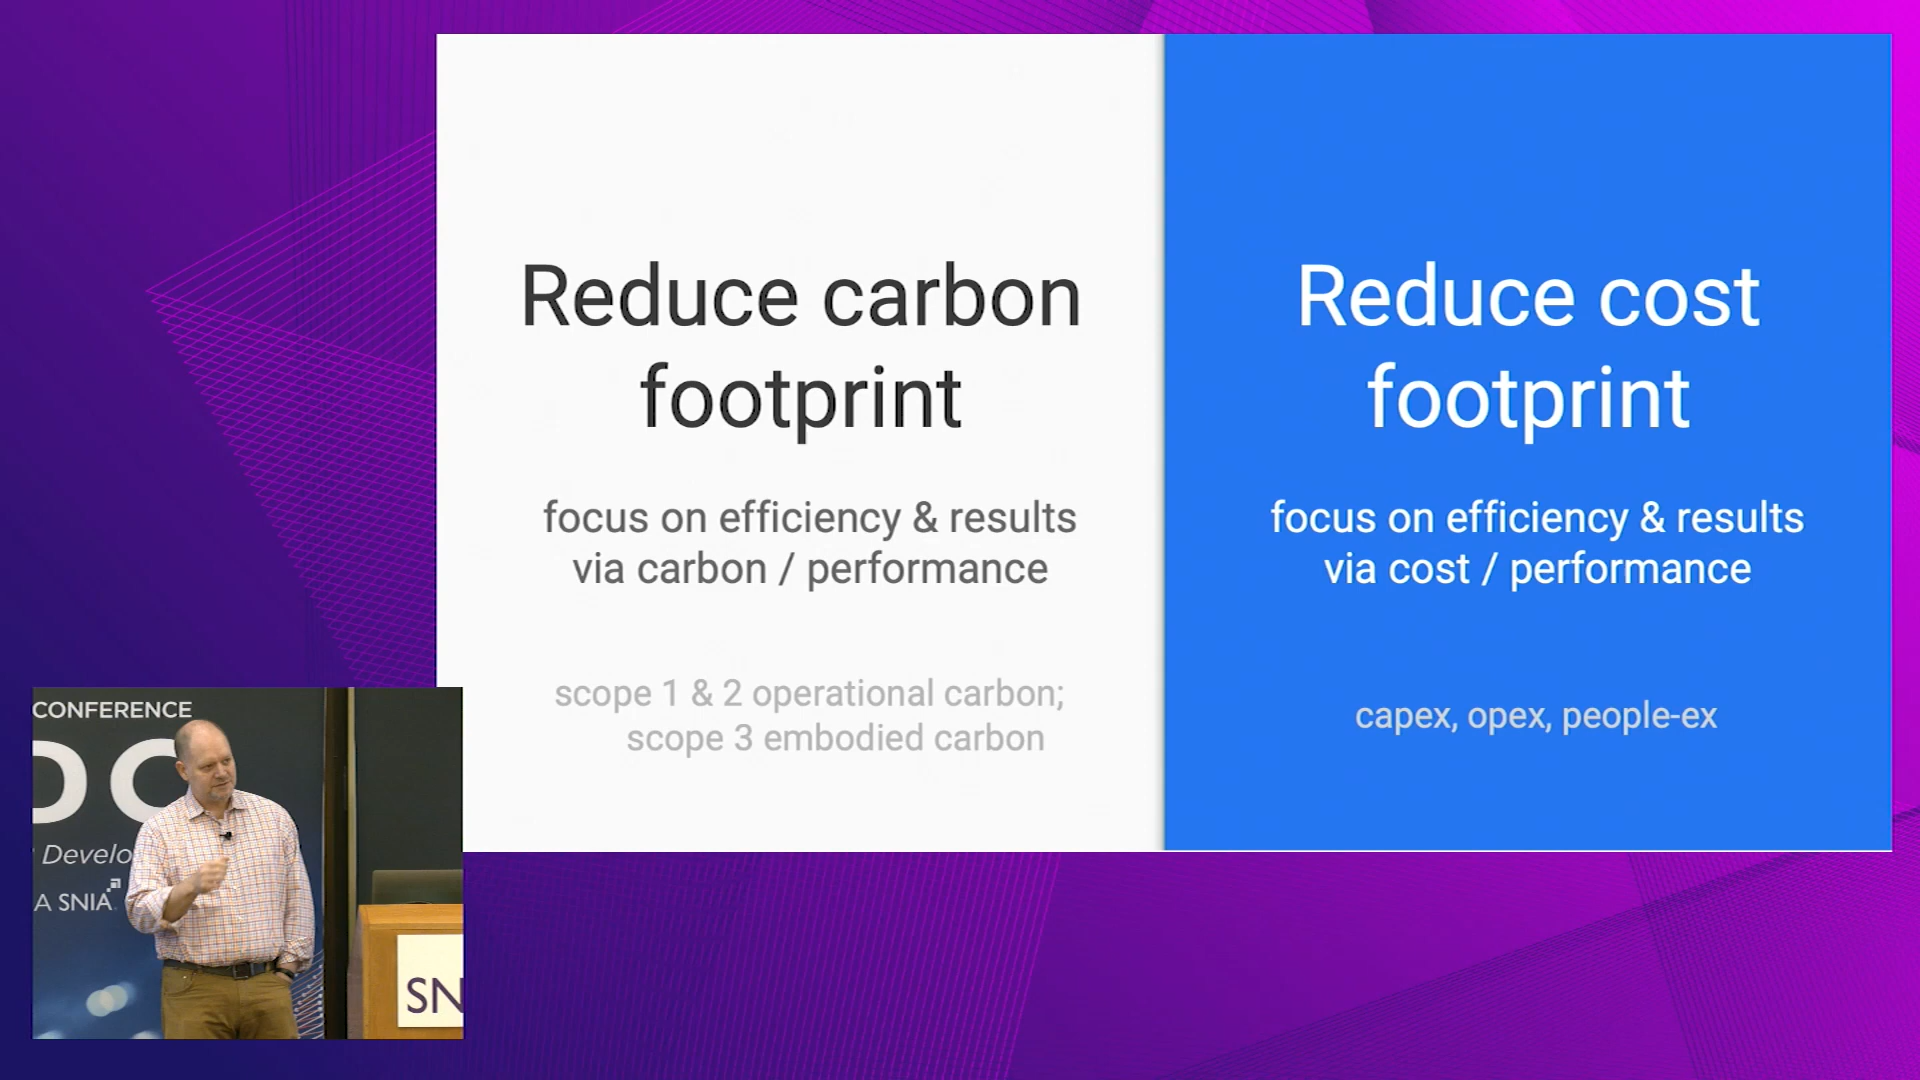 Reduce carbon
footprint
focus on efficiency & results
via carbon / performance
scope 1 & 2 operational carbon;
scope 3 embodied carbon
Reduce cost
footprint
focus on efficiency & results
via cost / performance
capex, opex, people-ex
CONFERENCE
DC
Develo
A SNIA
SN